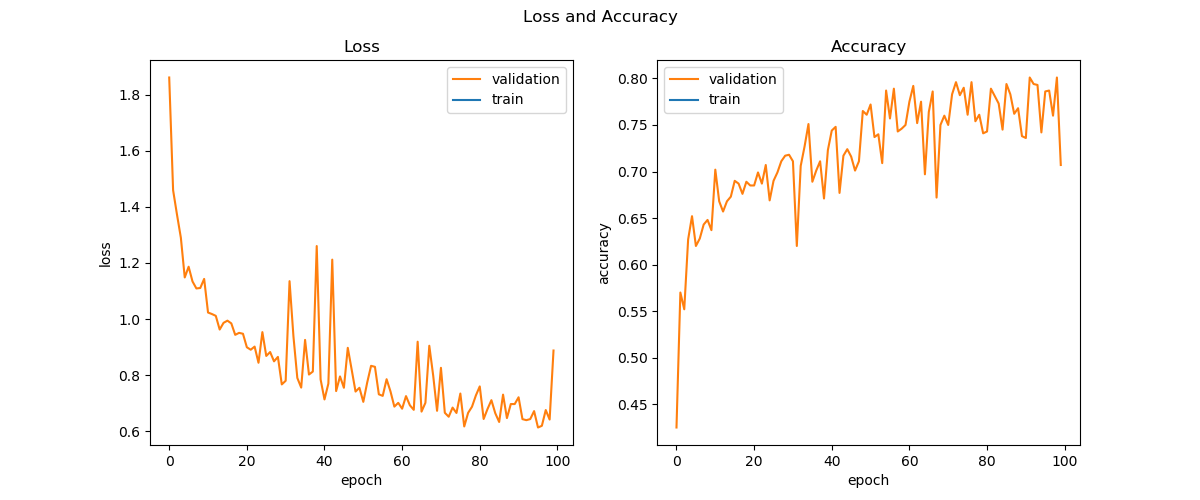 Loss and Accuracy
Loss
1.8
1.6
1.4
1.2
1.0
0.8
0.6
loss
validation
train
0 20 40 60 80 100
epoch
Accuracy
0.80
0.75
0.70
0.65
0.60
0.55
0.50
0.45
accuracy
validation
train
0 20 40 60 80 100
epoch